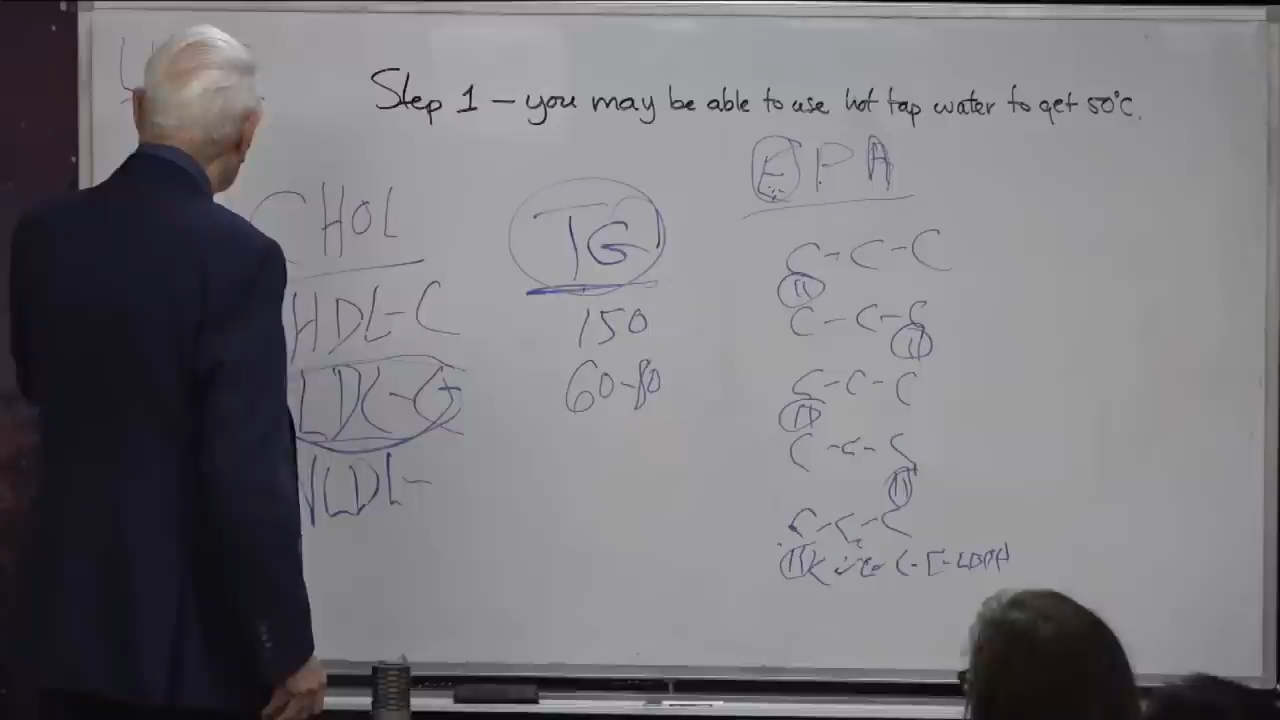 Step 1 – you may be able to use hot tap water to get 50°C.
CHOL
HDL-C
LDL-C
VLDL-
TG
150
60-80
EPA
C-C-C
C-C-C
C-C-C
C-C-C
C-C-C